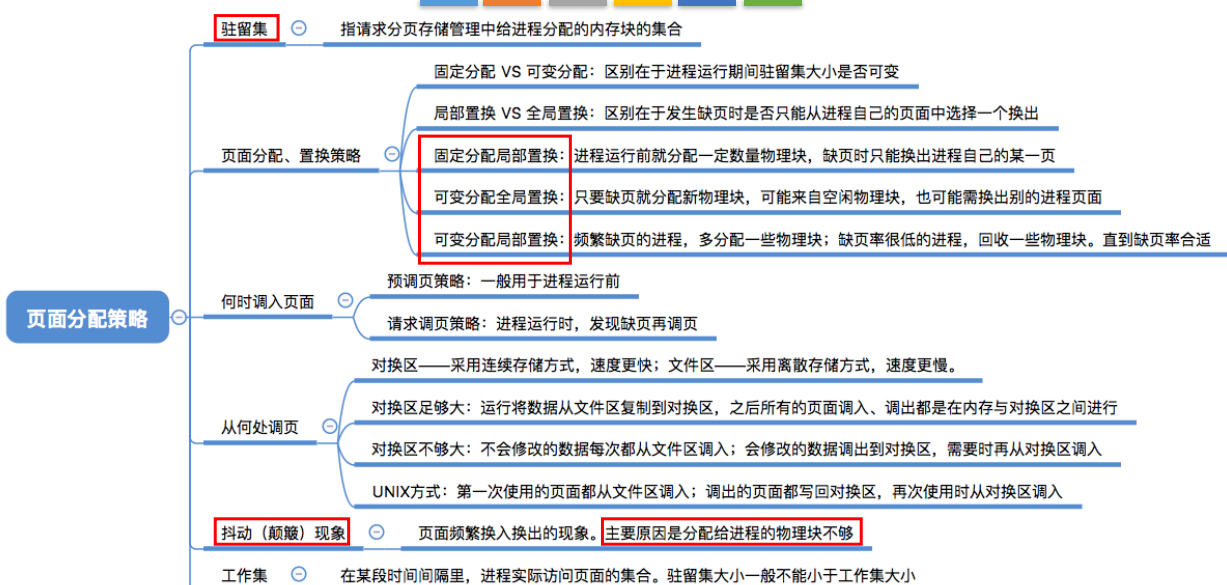 驻留集
指请求分页存储管理中给进程分配的内存块的集合
固定分配 VS 可变分配：区别在于进程运行期间驻留集大小是否可变
局部置换 VS 全局置换：区别在于发生缺页时是否只能从进程自己的页面中选择一个换出
页面分配、置换策略
固定分配局部置换：进程运行前就分配一定数量物理块，缺页时只能换出进程自己的某一页
可变分配全局置换：只要缺页就分配新物理块，可能来自空闲物理块，也可能需换出别的进程页面
可变分配局部置换：频繁缺页的进程，多分配一些物理块；缺页率很低的进程，回收一些物理块。直到缺页率合适
页面分配策略
何时调入页面
预调页策略：一般用于进程运行前
请求调页策略：进程运行时，发现缺页再调页
对换区——采用连续存储方式，速度更快；文件区——采用离散存储方式，速度更慢。
对换区足够大：运行将数据从文件区复制到对换区，之后所有的页面调入、调出都是在内存与对换区之间进行
从何处调页
对换区不够大：不会修改的数据每次都从文件区调入；会修改的数据调出到对换区，需要时再从对换区调入
UNIX方式：第一次使用的页面都从文件区调入；调出的页面都写回对换区，再次使用时从对换区调入
抖动（颠簸）现象
页面频繁换入换出的现象。主要原因是分配给进程的物理块不够
工作集
在某段时间间隔里，进程实际访问页面的集合。驻留集大小一般不能小于工作集大小